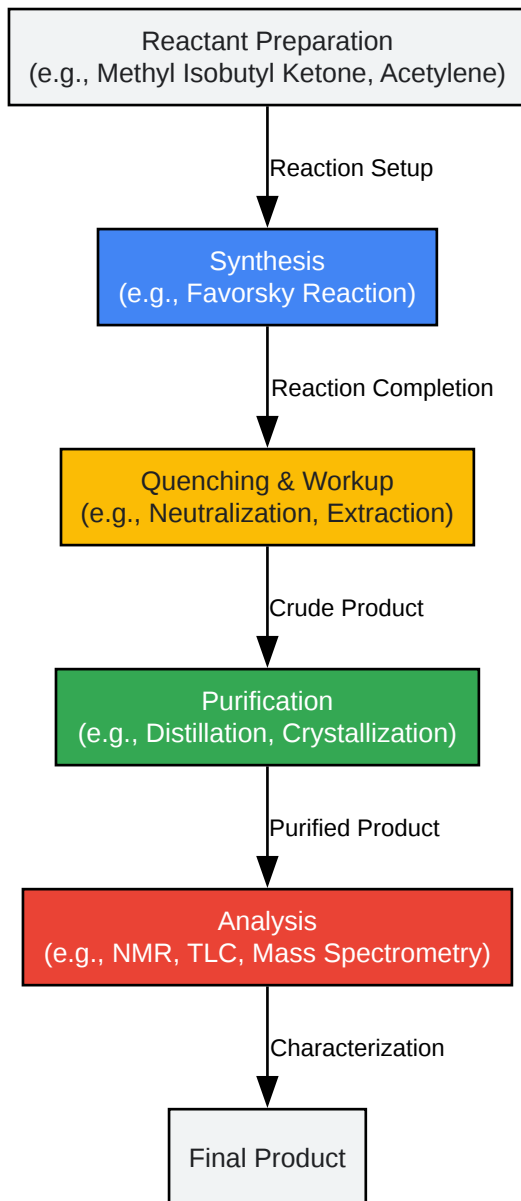 Reactant Preparation
(e.g., Methyl Isobutyl Ketone, Acetylene)
Reaction Setup
Synthesis
(e.g., Favorsky Reaction)
Reaction Completion
Quenching & Workup
(e.g., Neutralization, Extraction)
Crude Product
Purification
(e.g., Distillation, Crystallization)
Purified Product
Analysis
(e.g., NMR, TLC, Mass Spectrometry)
Characterization
Final Product